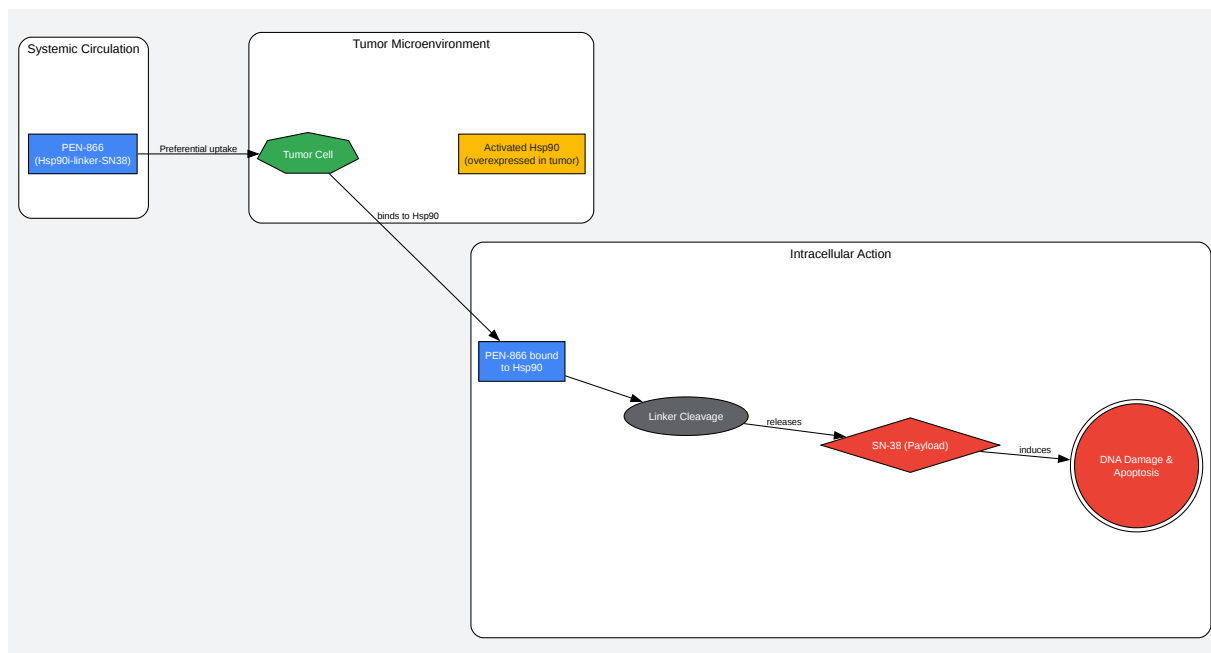 Systemic Circulation
Tumor Microenvironment
PEN-866
(Hsp90i-linker-SN38)
Preferential uptake
Tumor Cell
Activated Hsp90
(overexpressed in tumor)
binds to Hsp90
Intracellular Action
PEN-866 bound
to Hsp90
Linker Cleavage
releases
SN-38 (Payload)
induces
DNA Damage &
Apoptosis